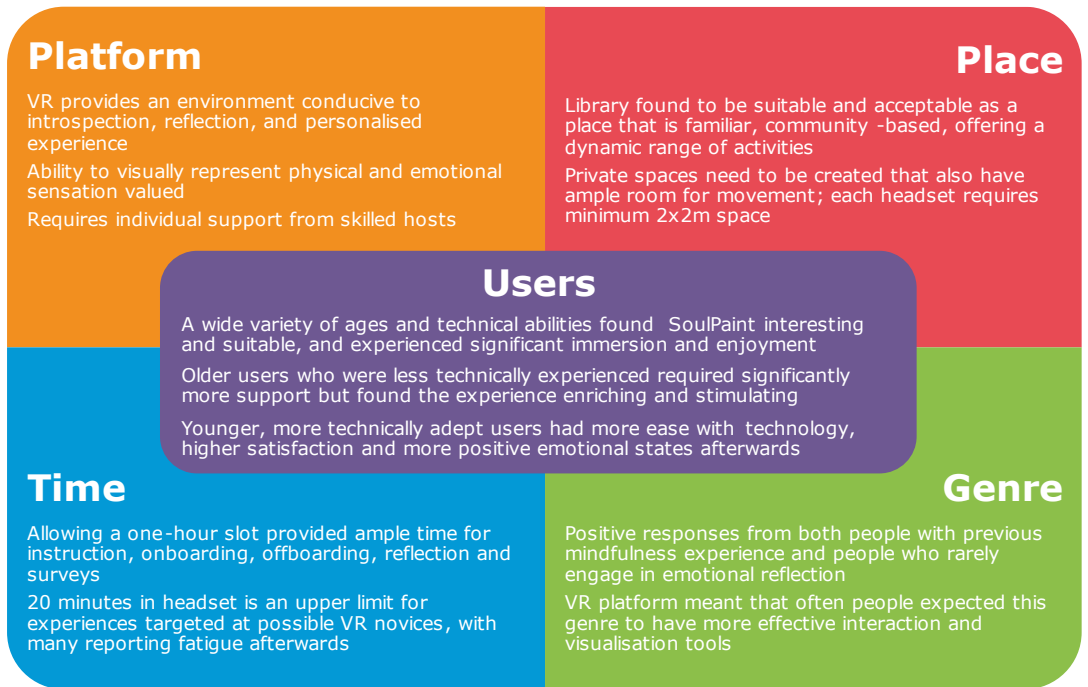 Platform
VR provides an environment conducive to
introspection, reflection, and personalised
experience
Ability to visually represent physical and emotional
sensation valued
Requires individual support from skilled hosts
Place
Library found to be suitable and acceptable as a
place that is familiar, community -based, offering a
dynamic range of activities
Private spaces need to be created that also have
ample room for movement; each headset requires
minimum 2x2m space
Users
A wide variety of ages and technical abilities found SoulPaint interesting
and suitable, and experienced significant immersion and enjoyment
Older users who were less technically experienced required significantly
more support but found the experience enriching and stimulating
Younger, more technically adept users had more ease with technology,
higher satisfaction and more positive emotional states afterwards
Time
Allowing a one-hour slot provided ample time for
instruction, onboarding, offboarding, reflection and
surveys
20 minutes in headset is an upper limit for
experiences targeted at possible VR novices, with
many reporting fatigue afterwards
Genre
Positive responses from both people with previous
mindfulness experience and people who rarely
engage in emotional reflection
VR platform meant that often people expected this
genre to have more effective interaction and
visualisation tools